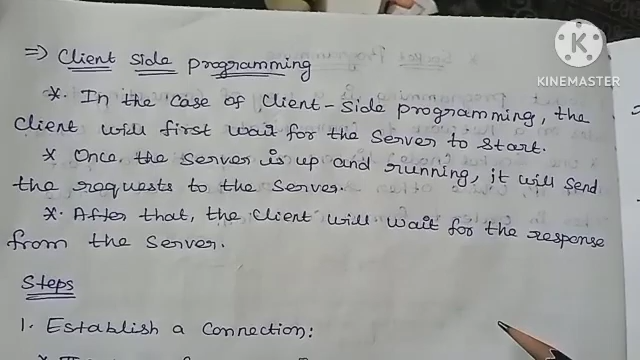 ⇒ Client side programming
*. In the case of client-side programming, the
client will first wait for the server to start.
* Once the server is up and running, it will send
the requests to the server.
*. After that, the client will wait for the response
from the server.
Steps
1. Establish a connection:
KINEMASTER